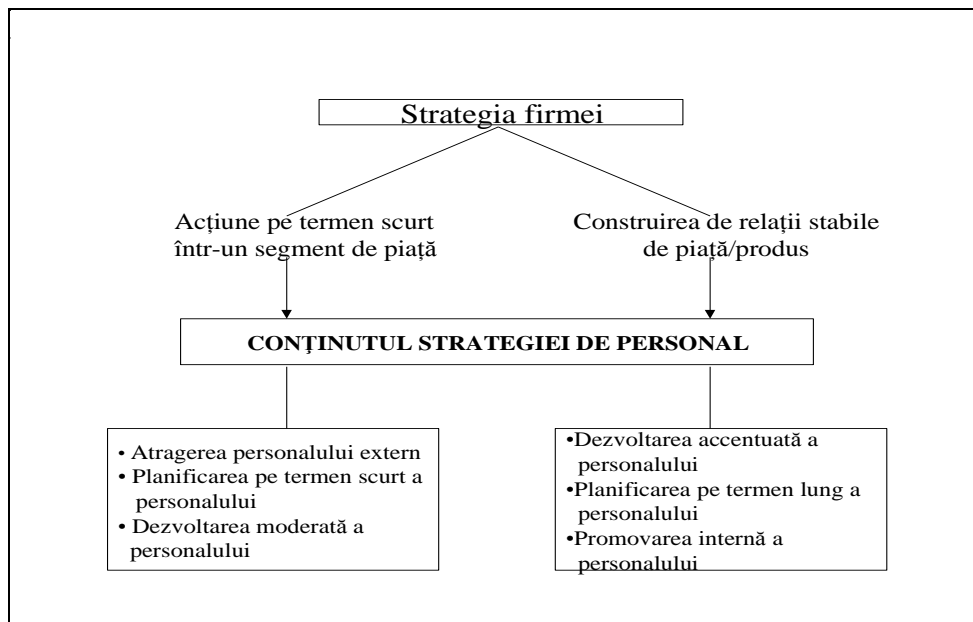 Strategia firmei
Acțiune pe termen scurt
într-un segment de piață
Construirea de relații stabile
de piață/produs
CONŢINUTUL STRATEGIEI DE PERSONAL
• Atragerea personalului extern
• Planificarea pe termen scurt a
personalului
• Dezvoltarea moderată a
personalului
•Dezvoltarea accentuată a
personalului
•Planificarea pe termen lung a
personalului
•Promovarea internă a
personalului